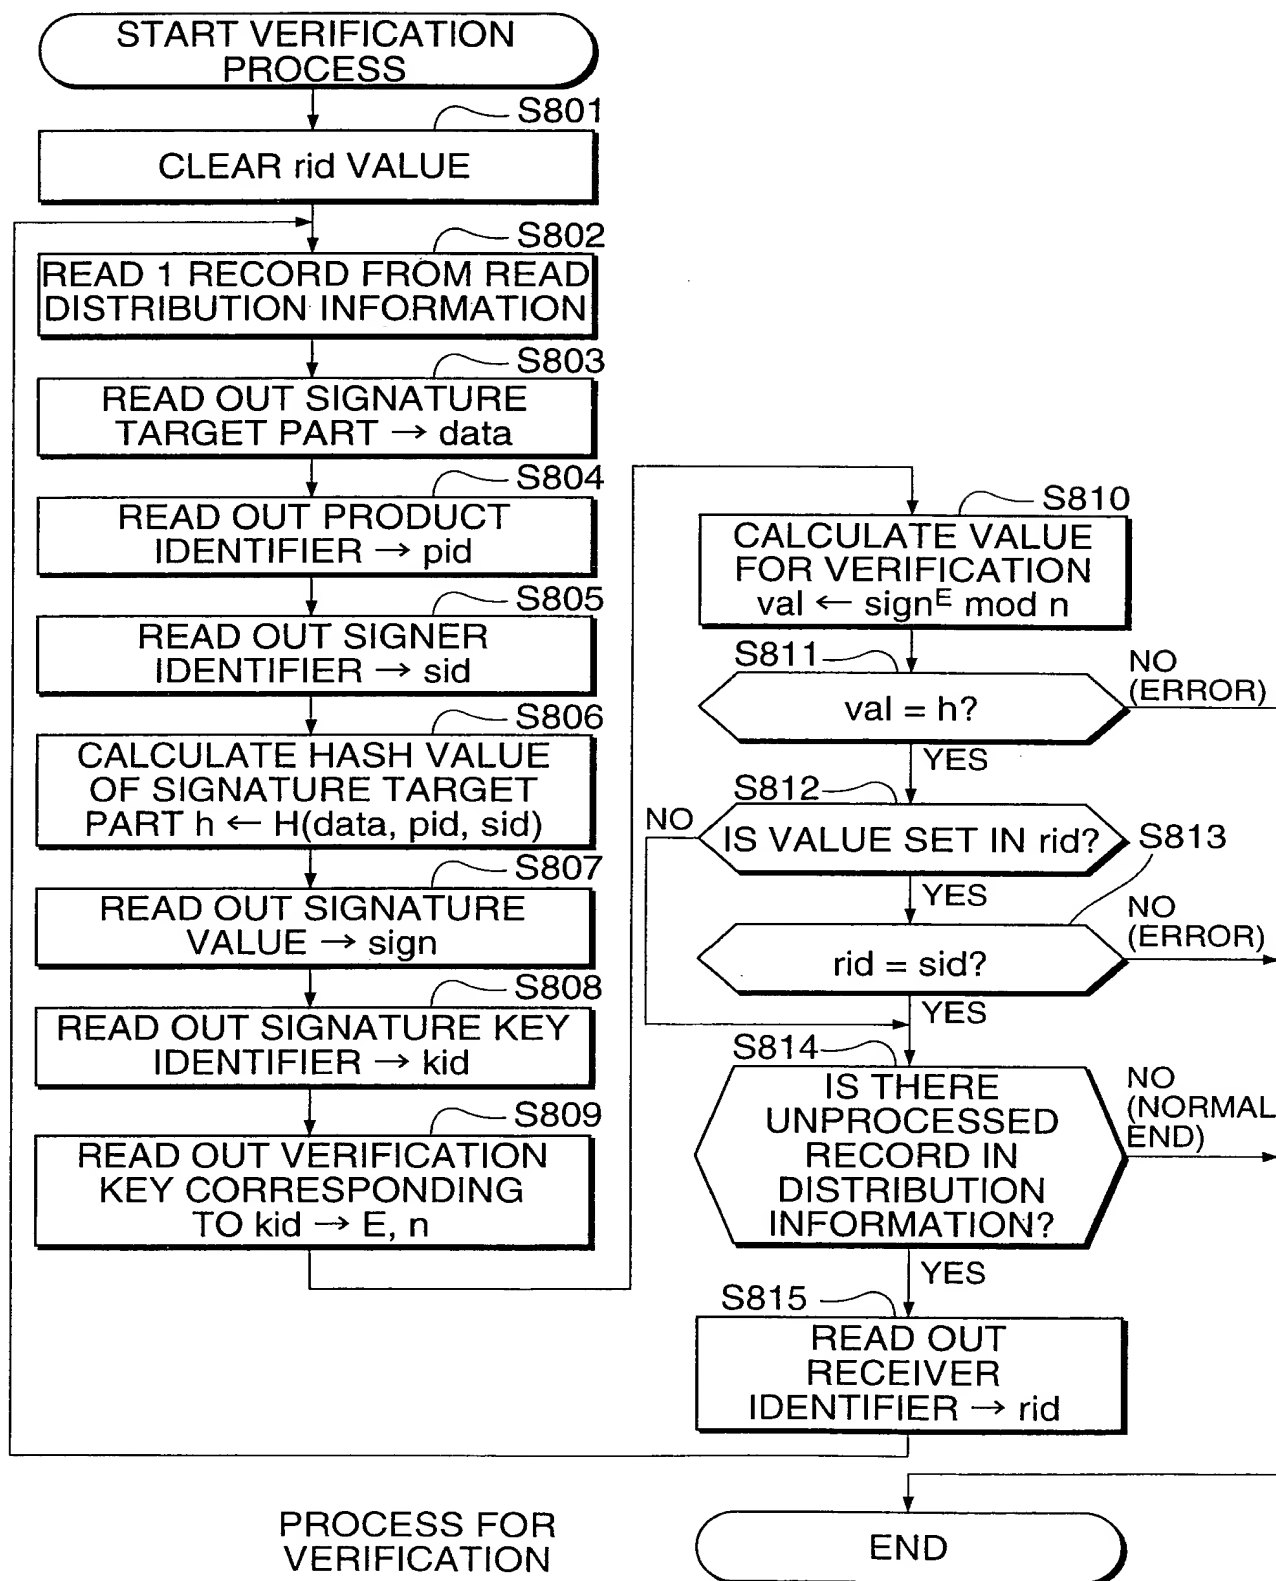 START VERIFICATION
PROCESS
S801
CLEAR rid VALUE
S802
READ 1 RECORD FROM READ
DISTRIBUTION INFORMATION
S803
READ OUT SIGNATURE
TARGET PART → data
S804
READ OUT PRODUCT
IDENTIFIER → pid
S805
READ OUT SIGNER
IDENTIFIER → sid
S806
CALCULATE HASH VALUE
OF SIGNATURE TARGET
PART h ← H(data, pid, sid)
S807
READ OUT SIGNATURE
VALUE → sign
S808
READ OUT SIGNATURE KEY
IDENTIFIER → kid
S809
READ OUT VERIFICATION
KEY CORRESPONDING
TO kid → E, n
S810
CALCULATE VALUE
FOR VERIFICATION
val ← sign^E mod n
S811
val = h?
NO
(ERROR)
YES
S812
IS VALUE SET IN rid?
NO
YES
S813
rid = sid?
NO
(ERROR)
YES
S814
IS THERE
UNPROCESSED
RECORD IN
DISTRIBUTION
INFORMATION?
NO
(NORMAL
END)
YES
S815
READ OUT
RECEIVER
IDENTIFIER → rid
END
PROCESS FOR
VERIFICATION